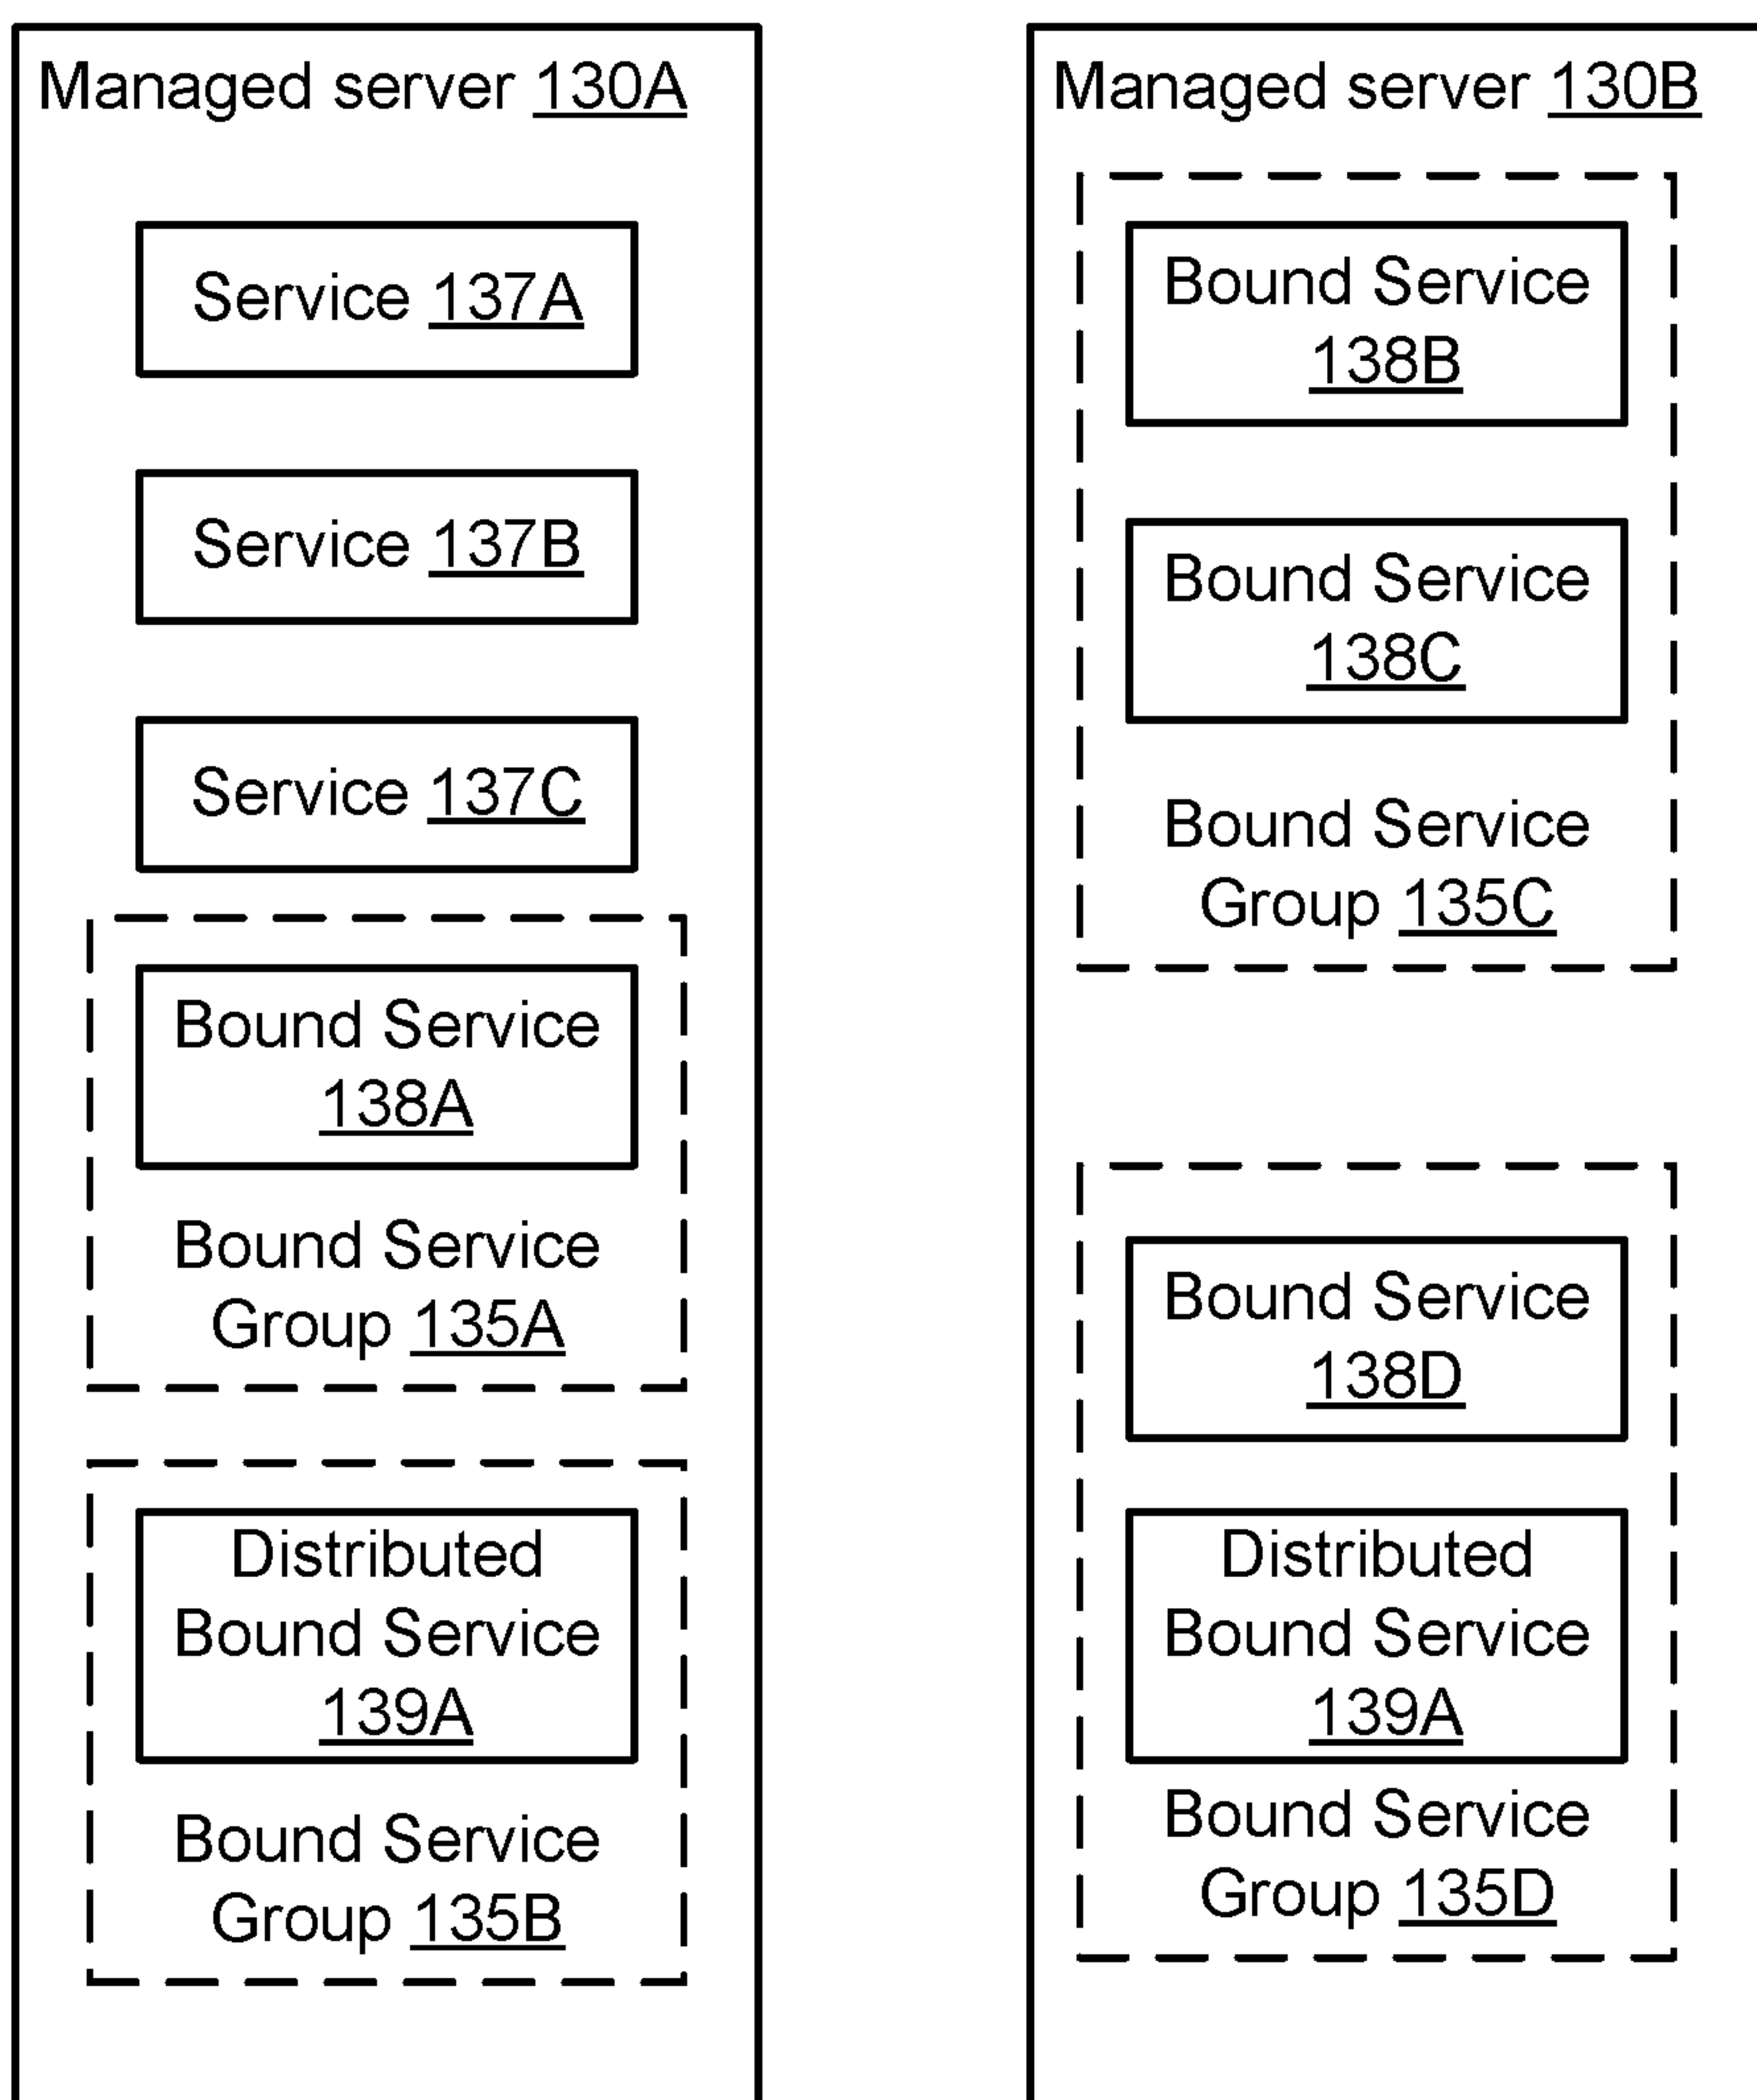 Managed server 130A
Service 137A
Service 137B
Service 137C
Bound Service
138A
Bound Service
Group 135A
Distributed
Bound Service
139A
Bound Service
Group 135B
Managed server 130B
Bound Service
138B
Bound Service
138C
Bound Service
Group 135C
Bound Service
138D
Distributed
Bound Service
139A
Bound Service
Group 135D